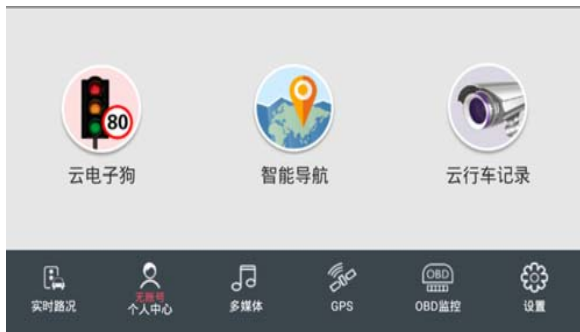 80
云电子狗
智能导航
云行车记录
OBD
无账号
实时路况
个人中心
多媒体
GPS
OBD监控
设置